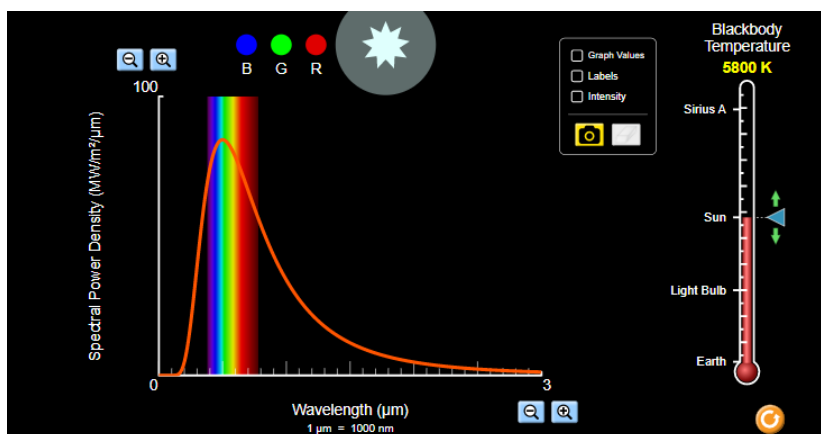 Blackbody
Temperature
5800 K
B G R
Graph Values
Labels
Intensity
100
Spectral Power Density (MW/m²/µm)
Sirius A
Sun
Light Bulb
Earth
0
3
Wavelength (µm)
1 µm = 1000 nm